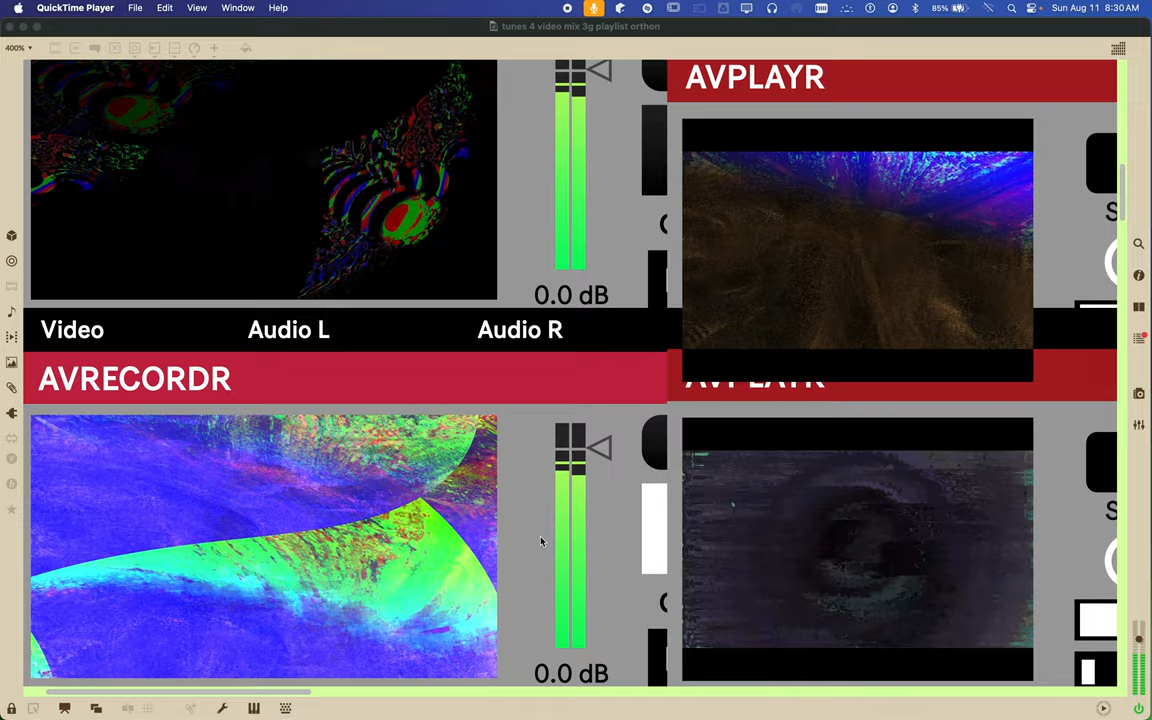 QuickTime Player File Edit View Window Help 85% Sun Aug 11 8:30 AM
tunes 4 video mix 3g playlist orthon
400%
AVPLAYR
0.0 dB
Video Audio L Audio R
AVRECORDR
AVPLAYR
0.0 dB